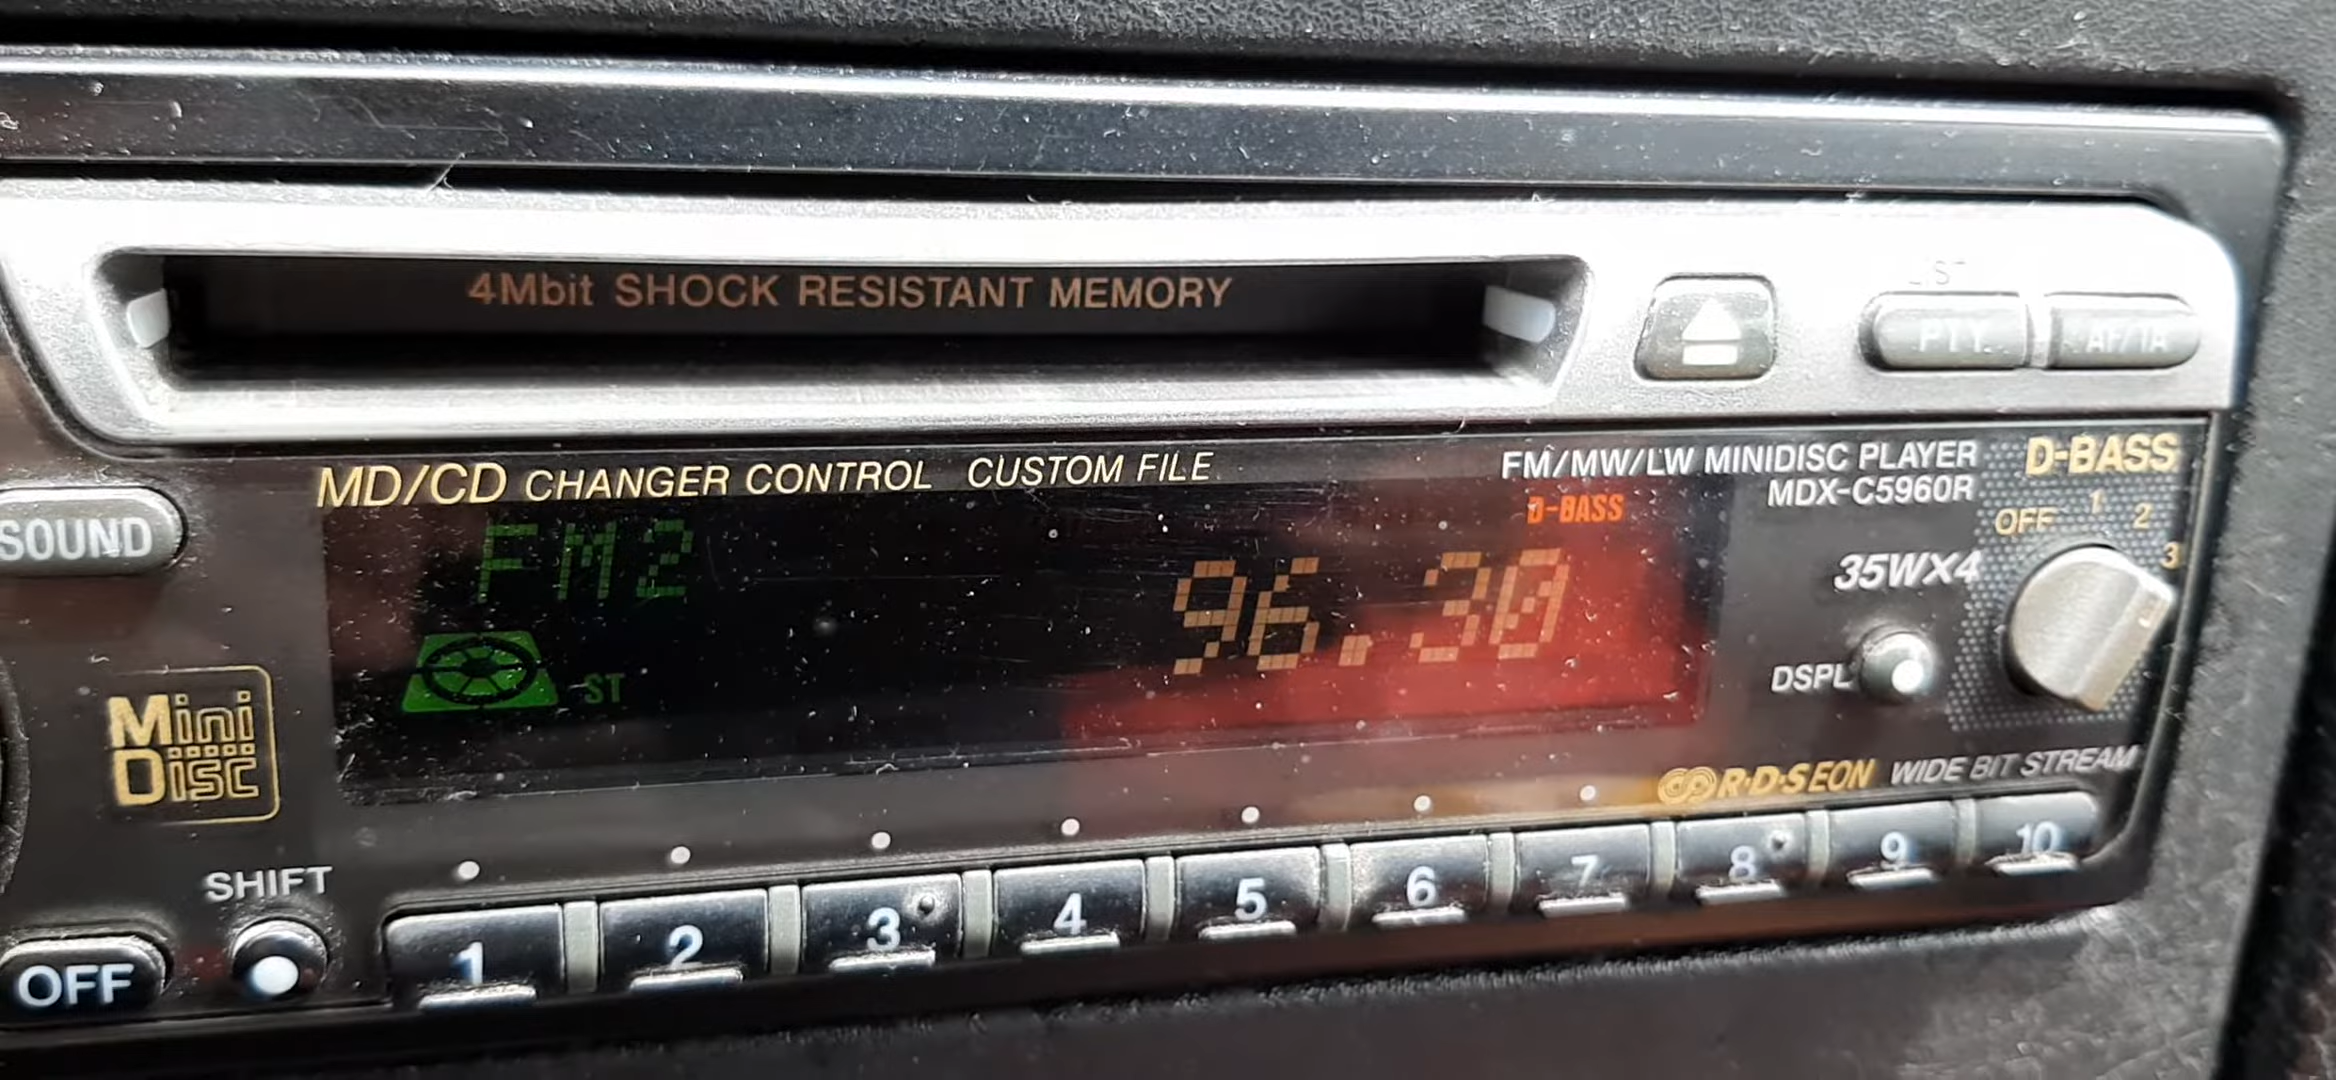 4Mbit SHOCK RESISTANT MEMORY
LIST
PTY
AF/TA
MD/CD CHANGER CONTROL CUSTOM FILE
FM/MW/LW MINIDISC PLAYER
MDX-C5960R
D-BASS
OFF 1 2 3
SOUND
FM2
D-BASS
96.30
35WX4
ST
DSPL
Mini
Disc
R·D·S EON WIDE BIT STREAM
SHIFT
OFF
1 2 3 4 5 6 7 8 9 10